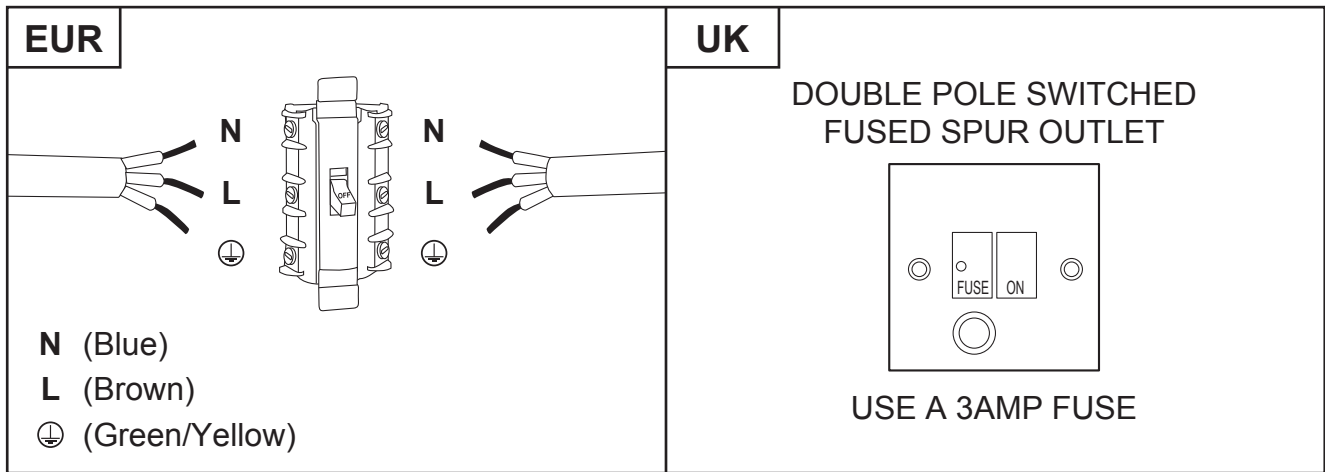 EUR
N
L
N
L
OFF
N (Blue)
L (Brown)
(Green/Yellow)
UK
DOUBLE POLE SWITCHED
FUSED SPUR OUTLET
FUSE ON
USE A 3AMP FUSE